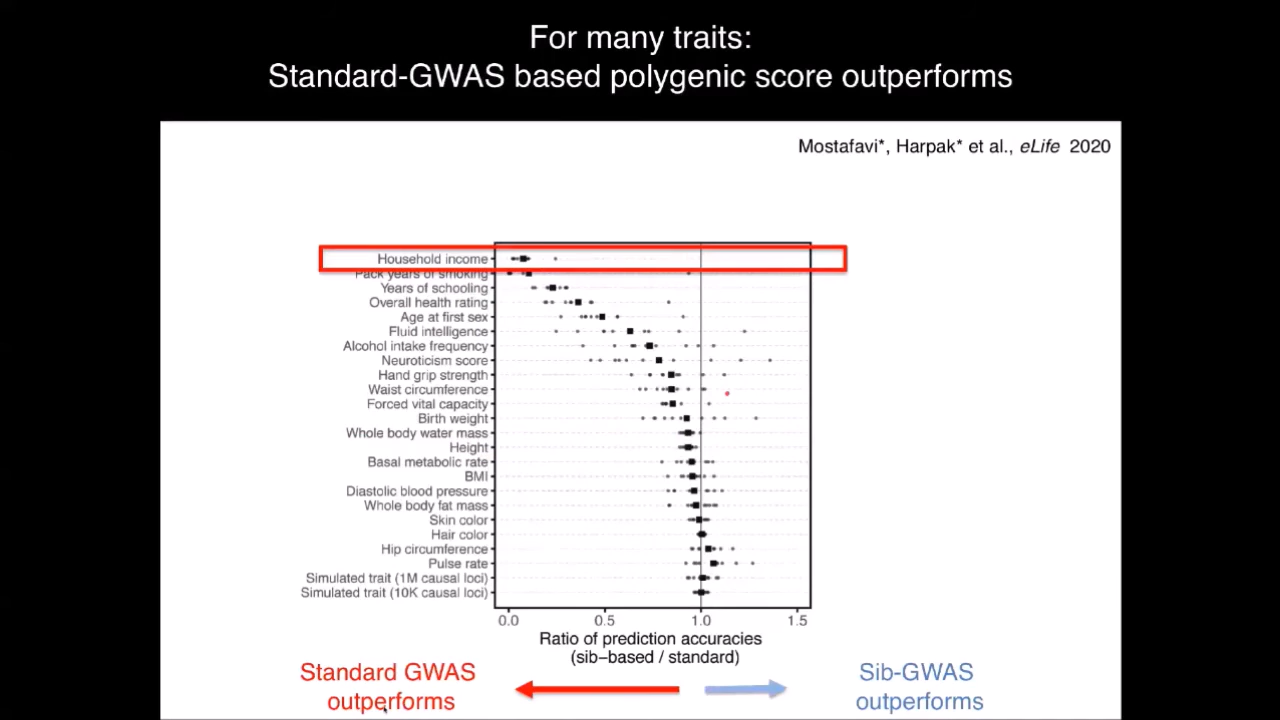 For many traits:
Standard-GWAS based polygenic score outperforms
Mostafavi*, Harpak* et al., eLife 2020
Household income
Pack years of smoking
Years of schooling
Overall health rating
Age at first sex
Fluid intelligence
Alcohol intake frequency
Neuroticism score
Hand grip strength
Waist circumference
Forced vital capacity
Birth weight
Whole body water mass
Height
Basal metabolic rate
BMI
Diastolic blood pressure
Whole body fat mass
Skin color
Hair color
Hip circumference
Pulse rate
Simulated trait (1M causal loci)
Simulated trait (10K causal loci)
0.0 0.5 1.0 1.5
Ratio of prediction accuracies
(sib−based / standard)
Standard GWAS
outperforms
Sib-GWAS
outperforms